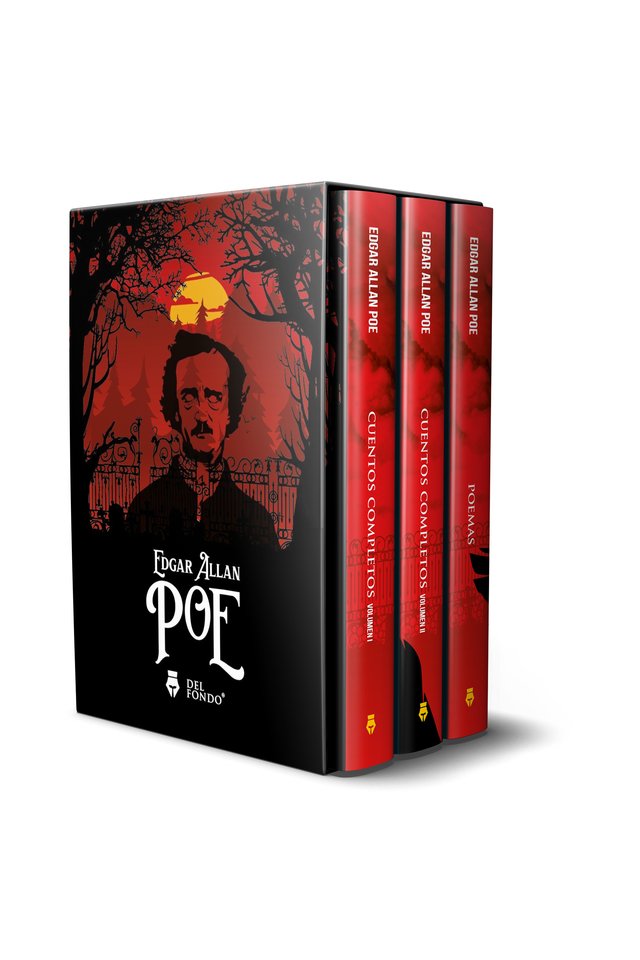 EDGAR ALLAN
POE
DEL
FONDO®
EDGAR ALLAN POE
CUENTOS COMPLETOS VOLUMEN I
EDGAR ALLAN POE
CUENTOS COMPLETOS VOLUMEN II
EDGAR ALLAN POE
POEMAS